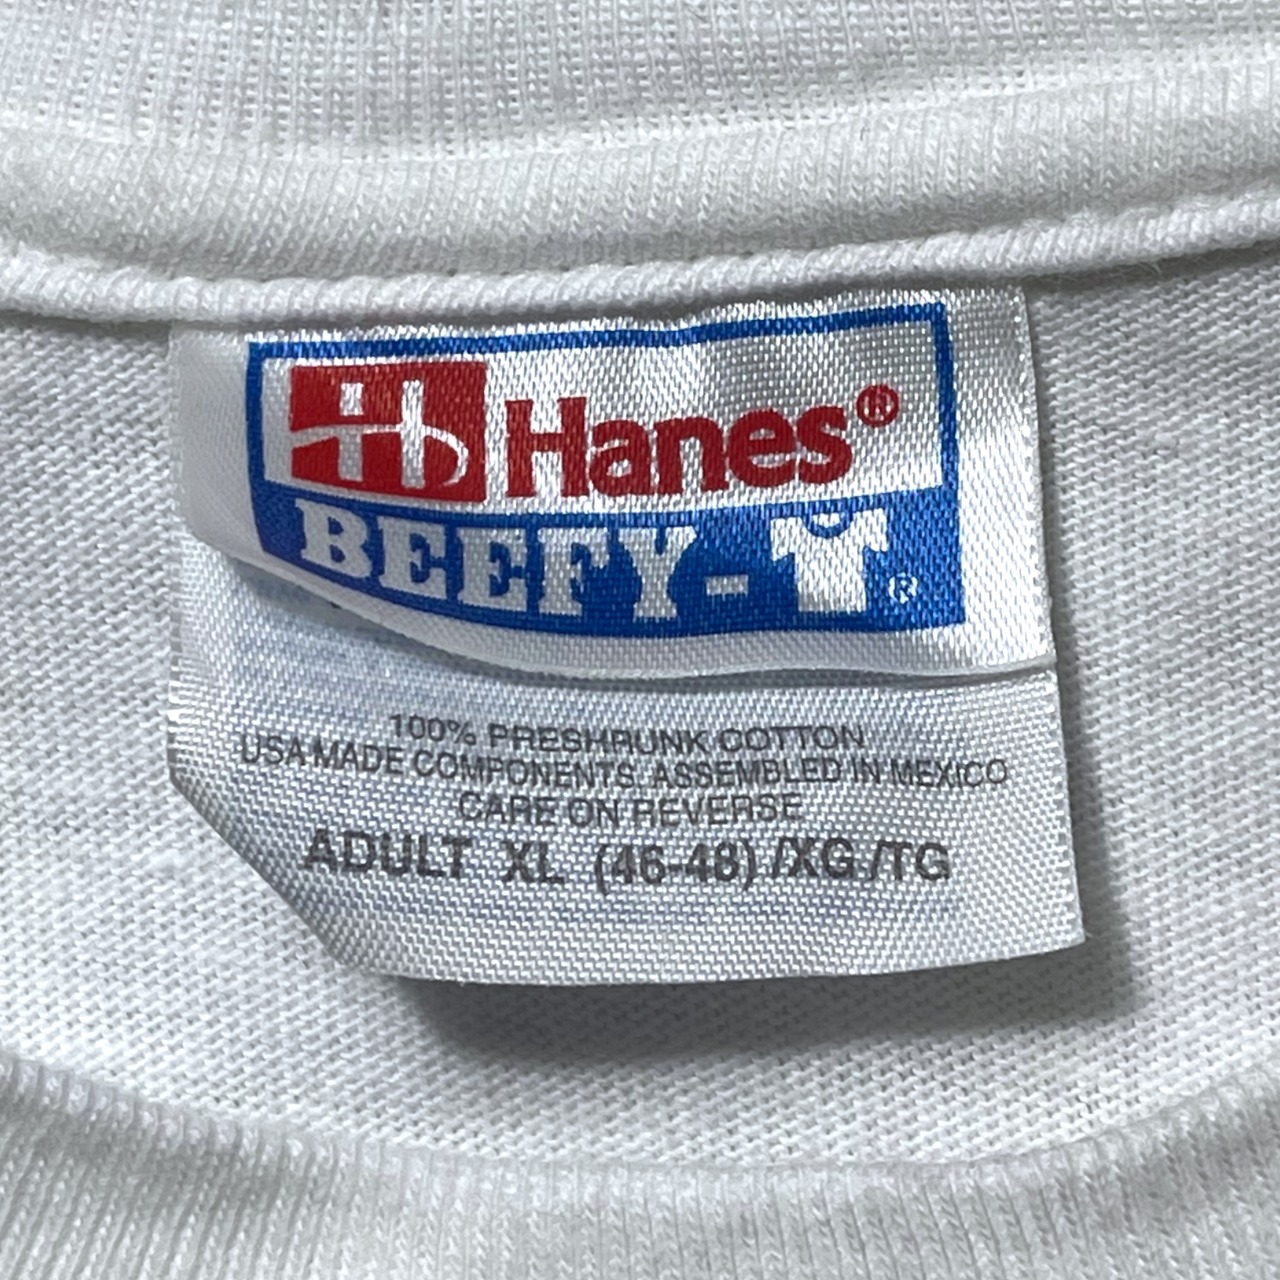 Hanes®
BEEFY-®
100% PRESHRUNK COTTON
USA MADE COMPONENTS. ASSEMBLED IN MEXICO
CARE ON REVERSE
ADULT XL (46-48) /XG/TG